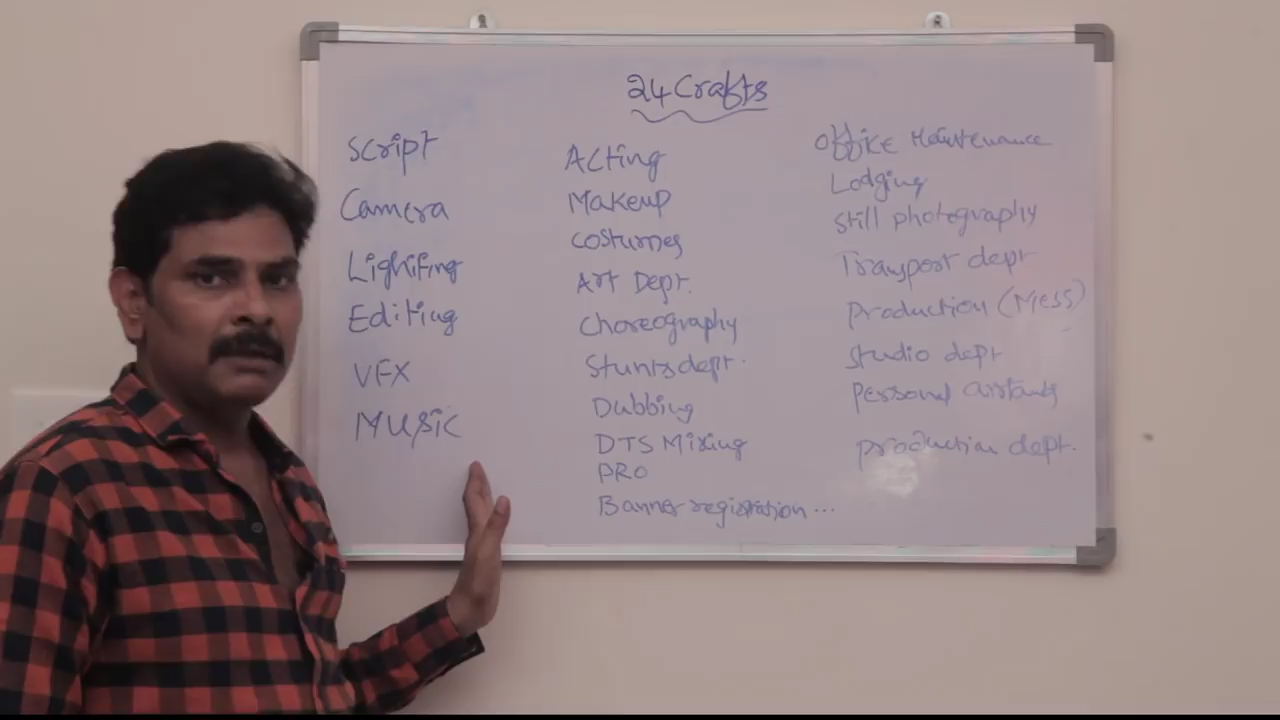 24 Crafts
Script
Camera
Lighting
Editing
VFX
Music
Acting
Makeup
costumes
Art Dept.
Choreography
Stunts dept.
Dubbing
DTS Mixing
PRO
Banner registration...
Office Maintenance
Lodging
still photography
Transport dept
Production (Mess)
Studio dept
Personal
production dept.